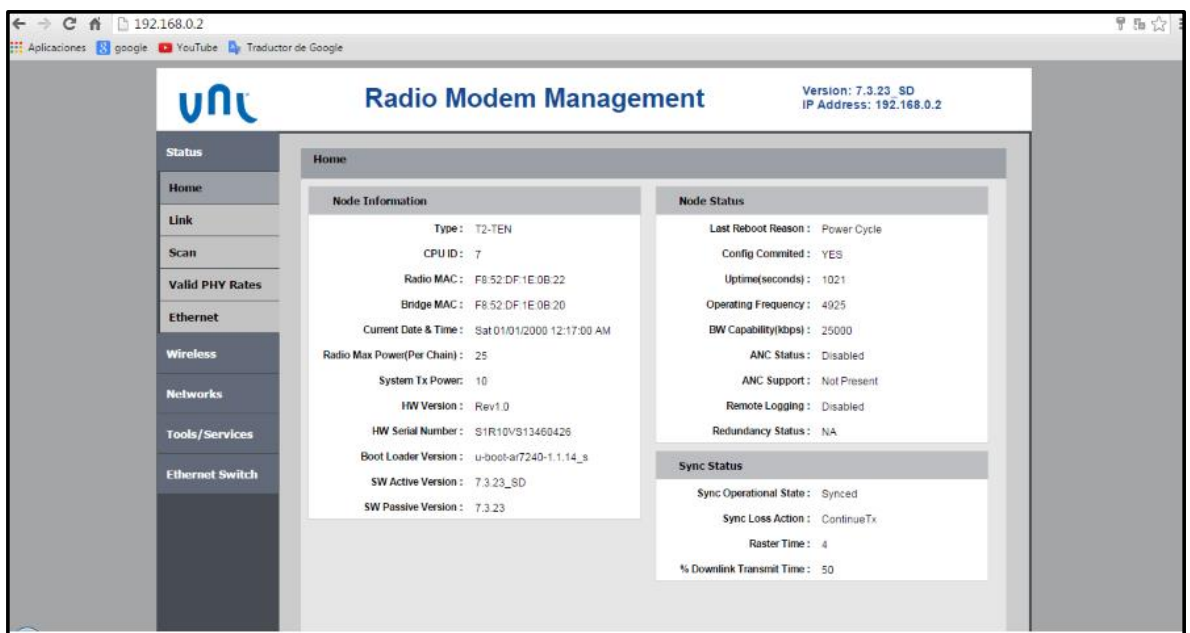 192.168.0.2
Aplicaciones google YouTube Traductor de Google
vnl
Radio Modem Management
Version: 7.3.23_SD
IP Address: 192.168.0.2
Status
Home
Link
Scan
Valid PHY Rates
Ethernet
Wireless
Networks
Tools/Services
Ethernet Switch
Home
Node Information
Type : T2-TEN
CPU ID : 7
Radio MAC : F8:52:DF:1E:0B:22
Bridge MAC : F8:52:DF:1E:0B:20
Current Date & Time : Sat 01/01/2000 12:17:00 AM
Radio Max Power(Per Chain) : 25
System Tx Power: 10
HW Version : Rev1.0
HW Serial Number : S1R10VS13460426
Boot Loader Version : u-boot-ar7240-1.1.14_s
SW Active Version : 7.3.23_SD
SW Passive Version : 7.3.23
Node Status
Last Reboot Reason : Power Cycle
Config Commited : YES
Uptime(seconds) : 1021
Operating Frequency : 4925
BW Capability(kbps) : 25000
ANC Status : Disabled
ANC Support : Not Present
Remote Logging : Disabled
Redundancy Status : NA
Sync Status
Sync Operational State : Synced
Sync Loss Action : ContinueTx
Raster Time : 4
% Downlink Transmit Time : 50